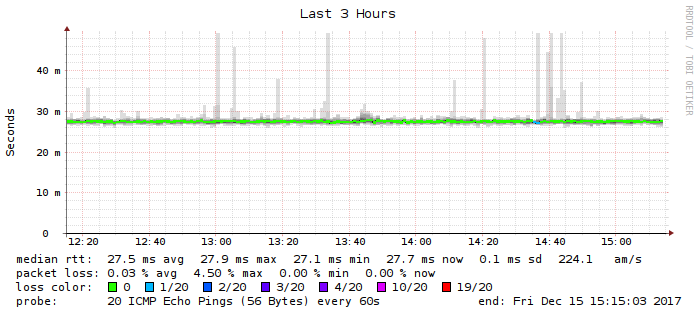 Last 3 Hours
RRDTOOL / TOBI OETIKER
Seconds
40 m
30 m
20 m
10 m
0
12:20 12:40 13:00 13:20 13:40 14:00 14:20 14:40 15:00
median rtt: 27.5 ms avg 27.9 ms max 27.1 ms min 27.7 ms now 0.1 ms sd 224.1 am/s
packet loss: 0.03 % avg 4.50 % max 0.00 % min 0.00 % now
loss color: 0 1/20 2/20 3/20 4/20 10/20 19/20
probe: 20 ICMP Echo Pings (56 Bytes) every 60s end: Fri Dec 15 15:15:03 2017